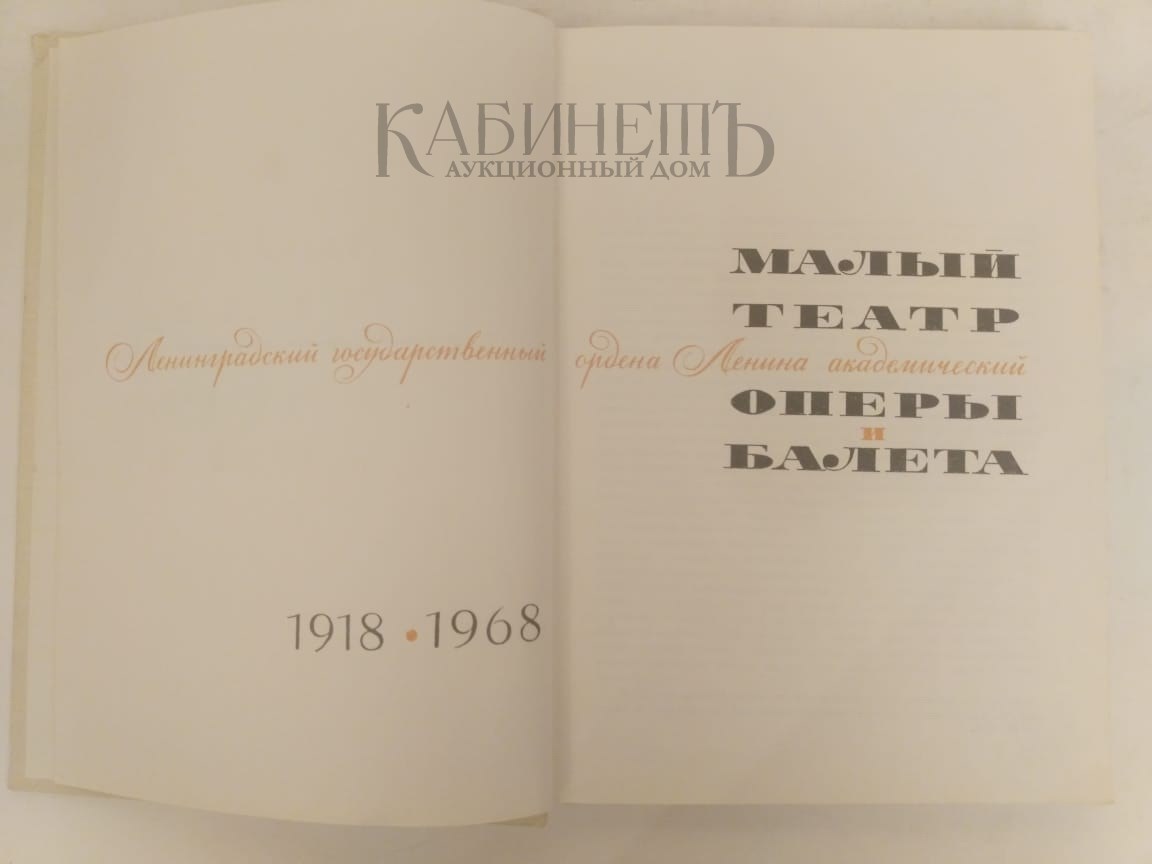 КАБИНЕТЪ
АУКЦИОННЫЙ ДОМ
МАЛЫЙ
ТЕАТР
Ленинградский государственный ордена Ленина академический
ОПЕРЫ
И
БАЛЕТА
1918 • 1968